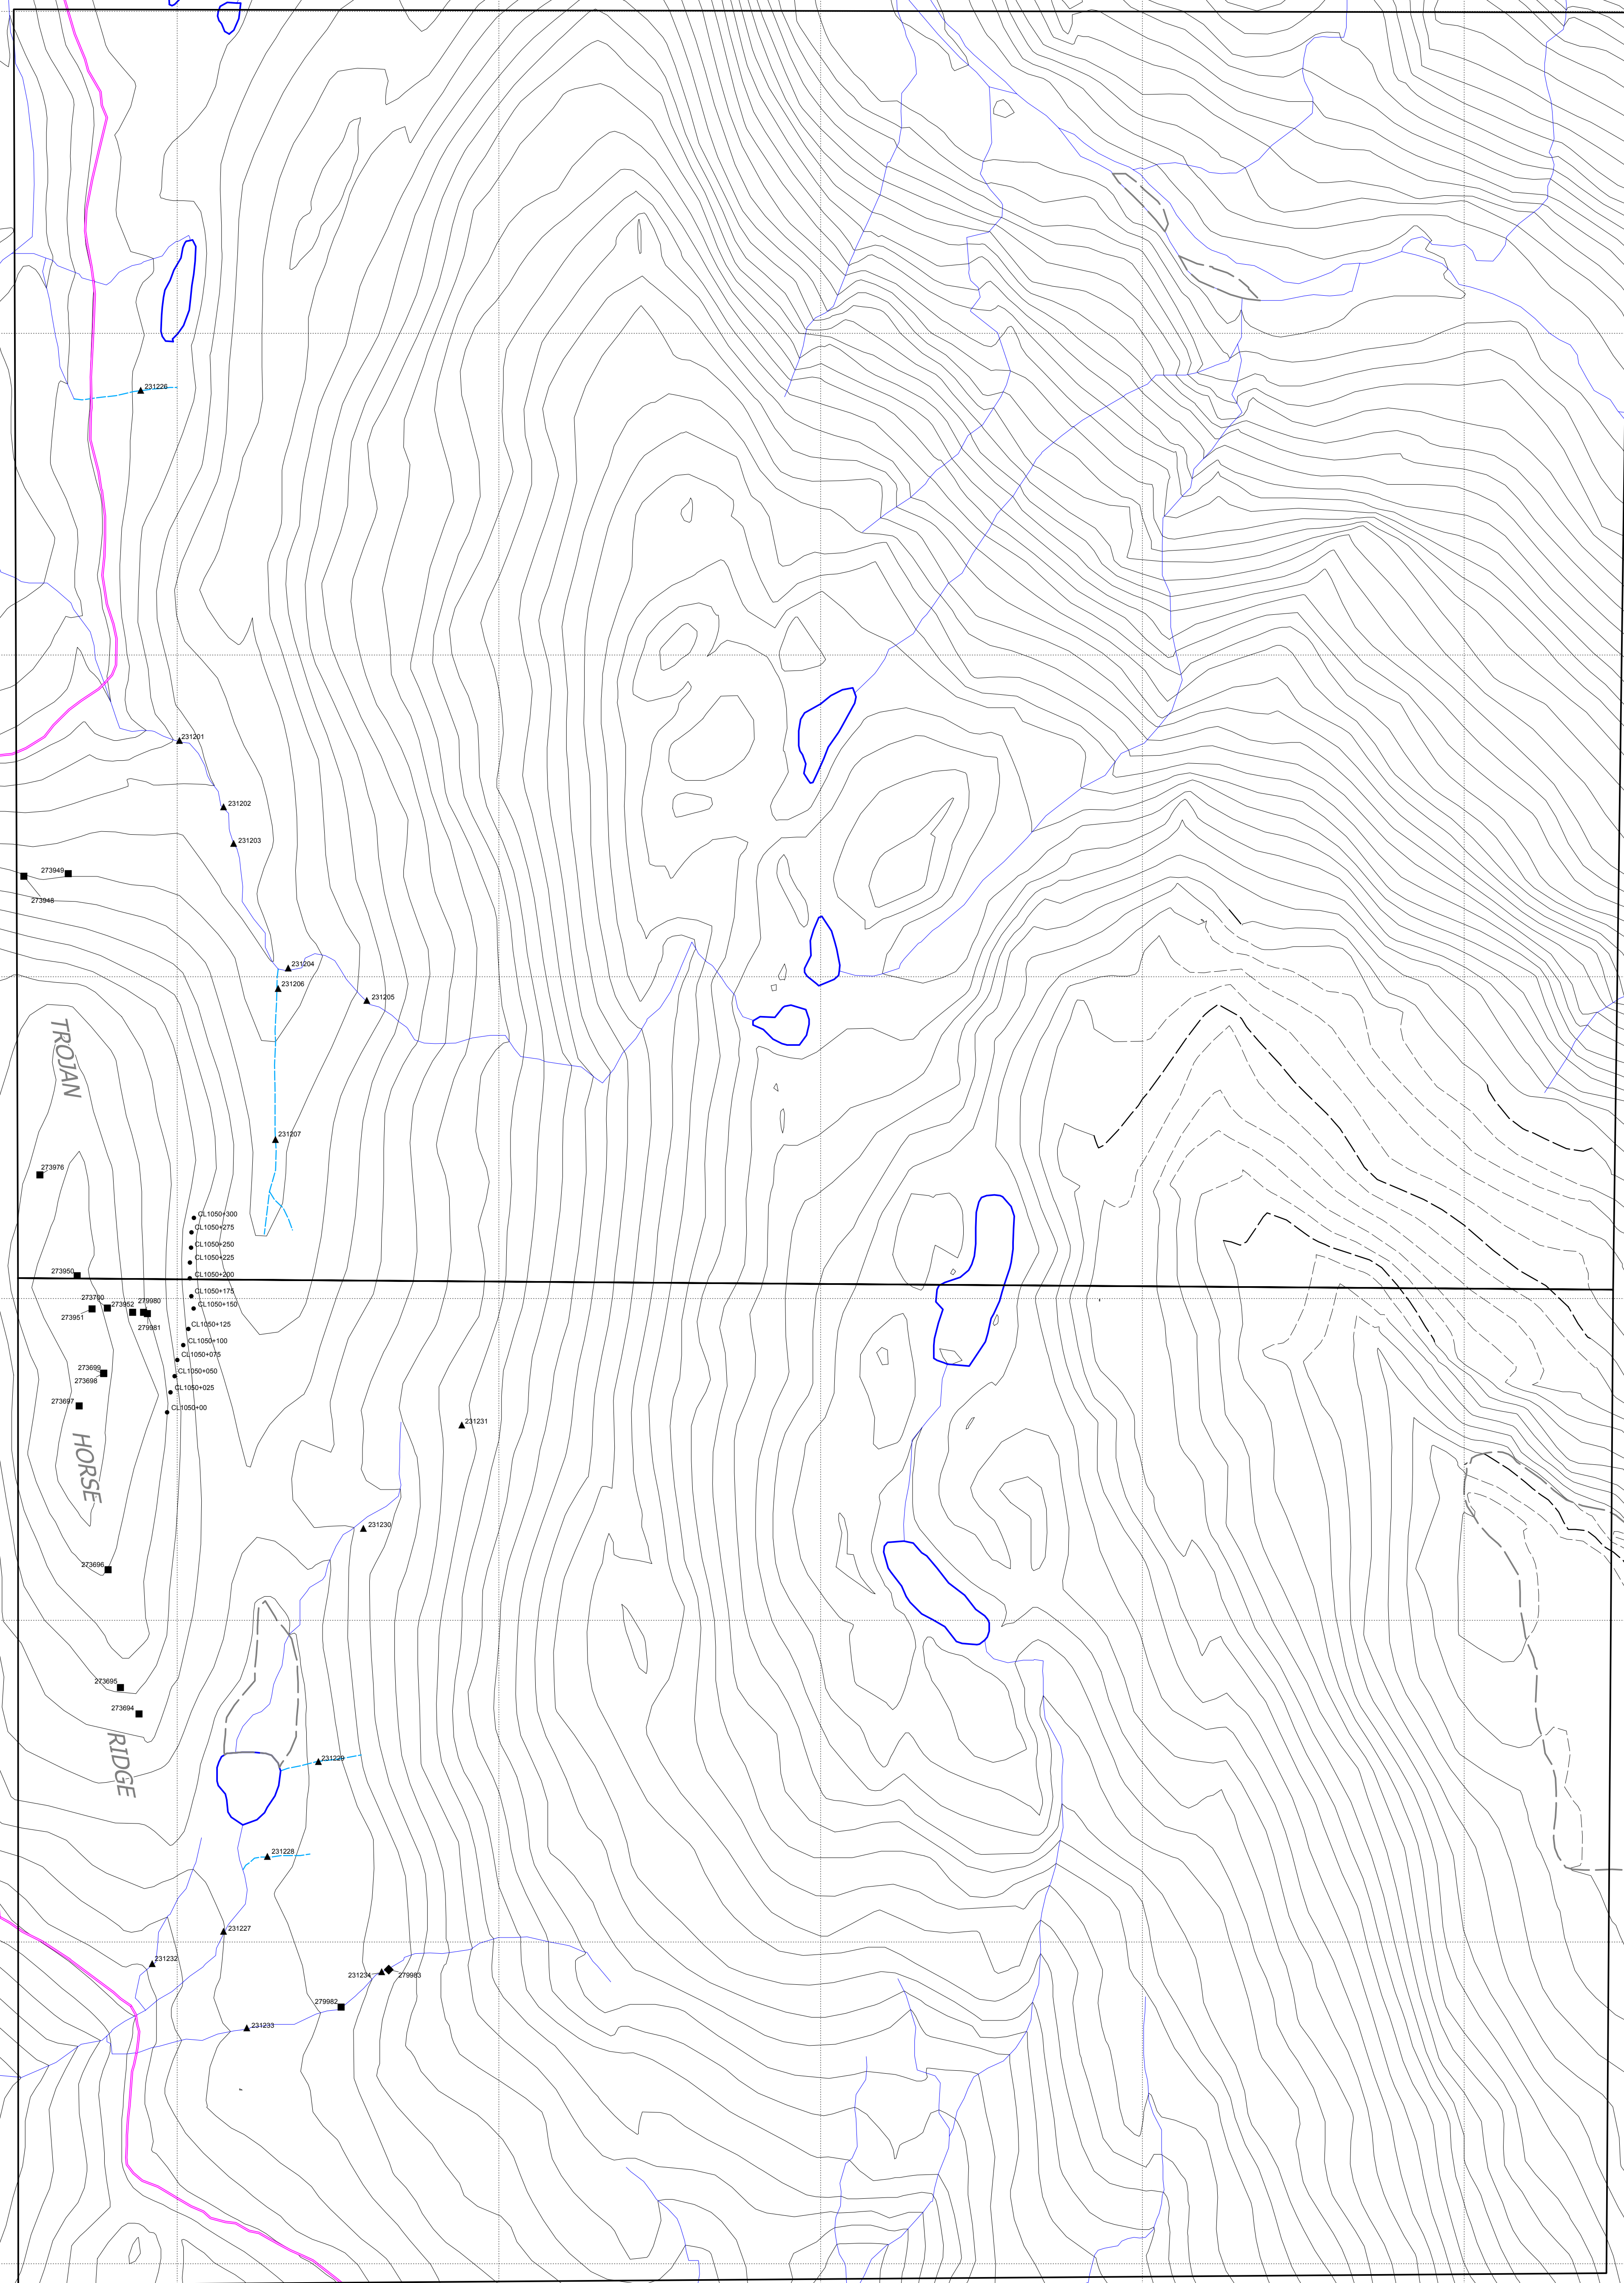 231226
231201
231202
231203
273949
273948
231204
231206
231205
TROJAN
231207
273976
CL1050+300
CL1050+275
CL1050+250
CL1050+225
273950
CL1050+200
CL1050+175
273790
273952
279980
CL1050+150
273951
279981
CL1050+125
CL1050+100
CL1050+075
273699
CL1050+050
273698
CL1050+025
273697
CL1050+00
231231
HORSE
231230
273696
273695
273694
RIDGE
231229
231228
231227
231232
231234
279983
279982
231233